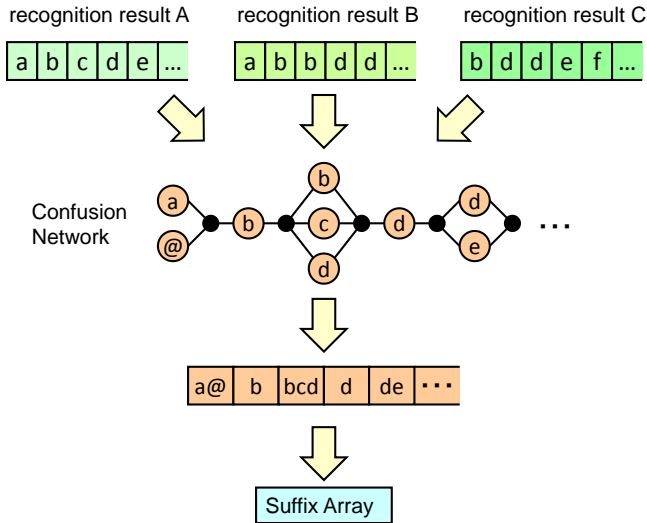 recognition result A recognition result B recognition result C
a b c d e ... a b b d d ... b d d e f ...
Confusion
Network
a @ b b c d d d e ...
a@ b bcd d de ...
Suffix Array